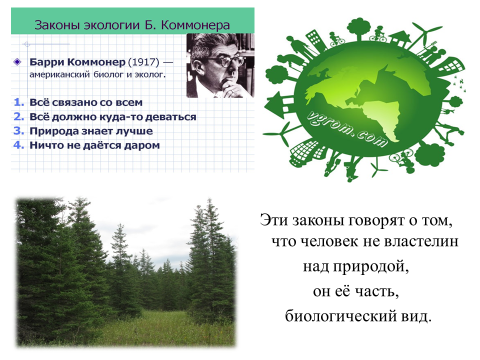 Законы экологии Б. Коммонера
Барри Коммонер (1917) —
американский биолог и эколог.
1. Всё связано со всем
2. Всё должно куда-то деваться
3. Природа знает лучше
4. Ничто не даётся даром
vgrom.com
Эти законы говорят о том,
что человек не властелин
над природой,
он её часть,
биологический вид.